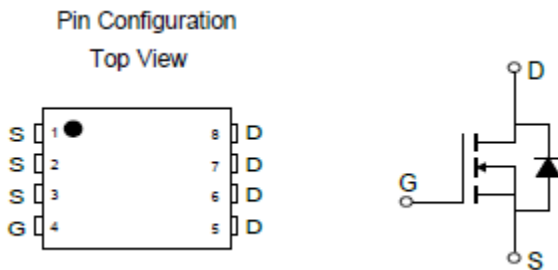 Pin Configuration
Top View
S 1 8 D
S 2 7 D
S 3 6 D
G 4 5 D
D
G
S